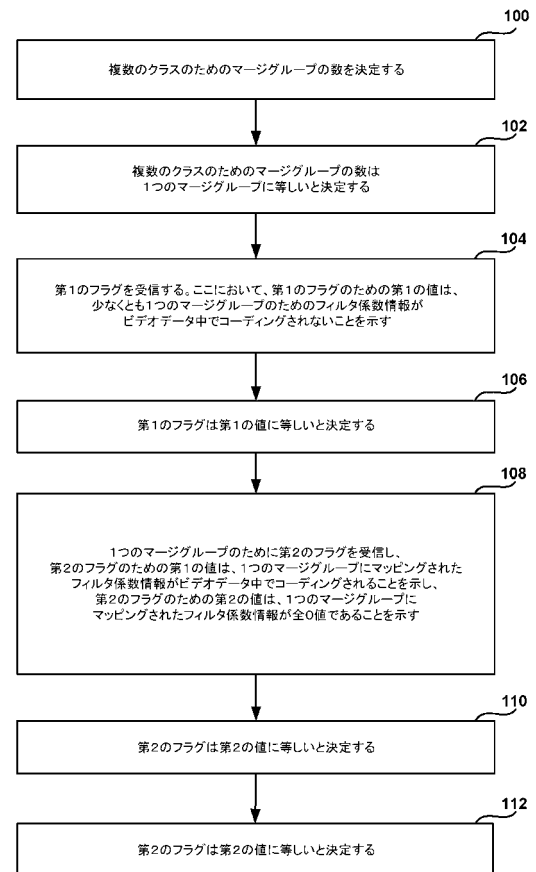 100
複数のクラスのためのマージグループの数を決定する
102
複数のクラスのためのマージグループの数は
1つのマージグループに等しいと決定する
104
第1のフラグを受信する。ここにおいて、第1のフラグのための第1の値は、
少なくとも1つのマージグループのためのフィルタ係数情報が
ビデオデータ中でコーディングされないことを示す
106
第1のフラグは第1の値に等しいと決定する
108
1つのマージグループのために第2のフラグを受信し、
第2のフラグのための第1の値は、1つのマージグループにマッピングされた
フィルタ係数情報がビデオデータ中でコーディングされることを示し、
第2のフラグのための第2の値は、1つのマージグループに
マッピングされたフィルタ係数情報が全0値であることを示す
110
第2のフラグは第2の値に等しいと決定する
112
第2のフラグは第2の値に等しいと決定する